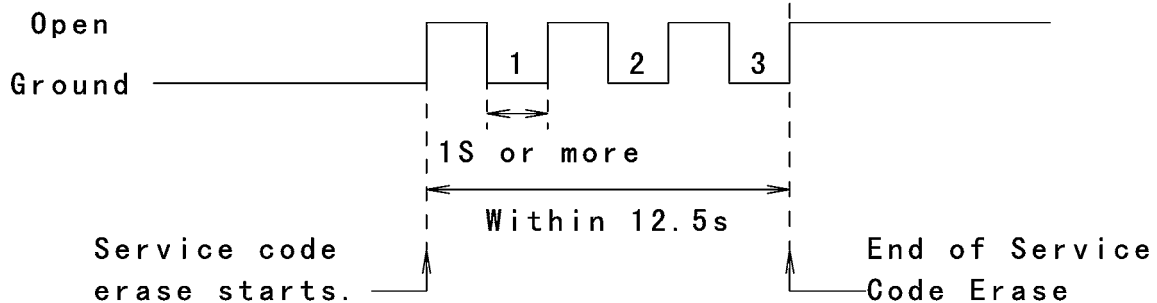 Open
1 2 3
Ground
1S or more
Within 12.5s
Service code
erase starts.
End of Service
Code Erase